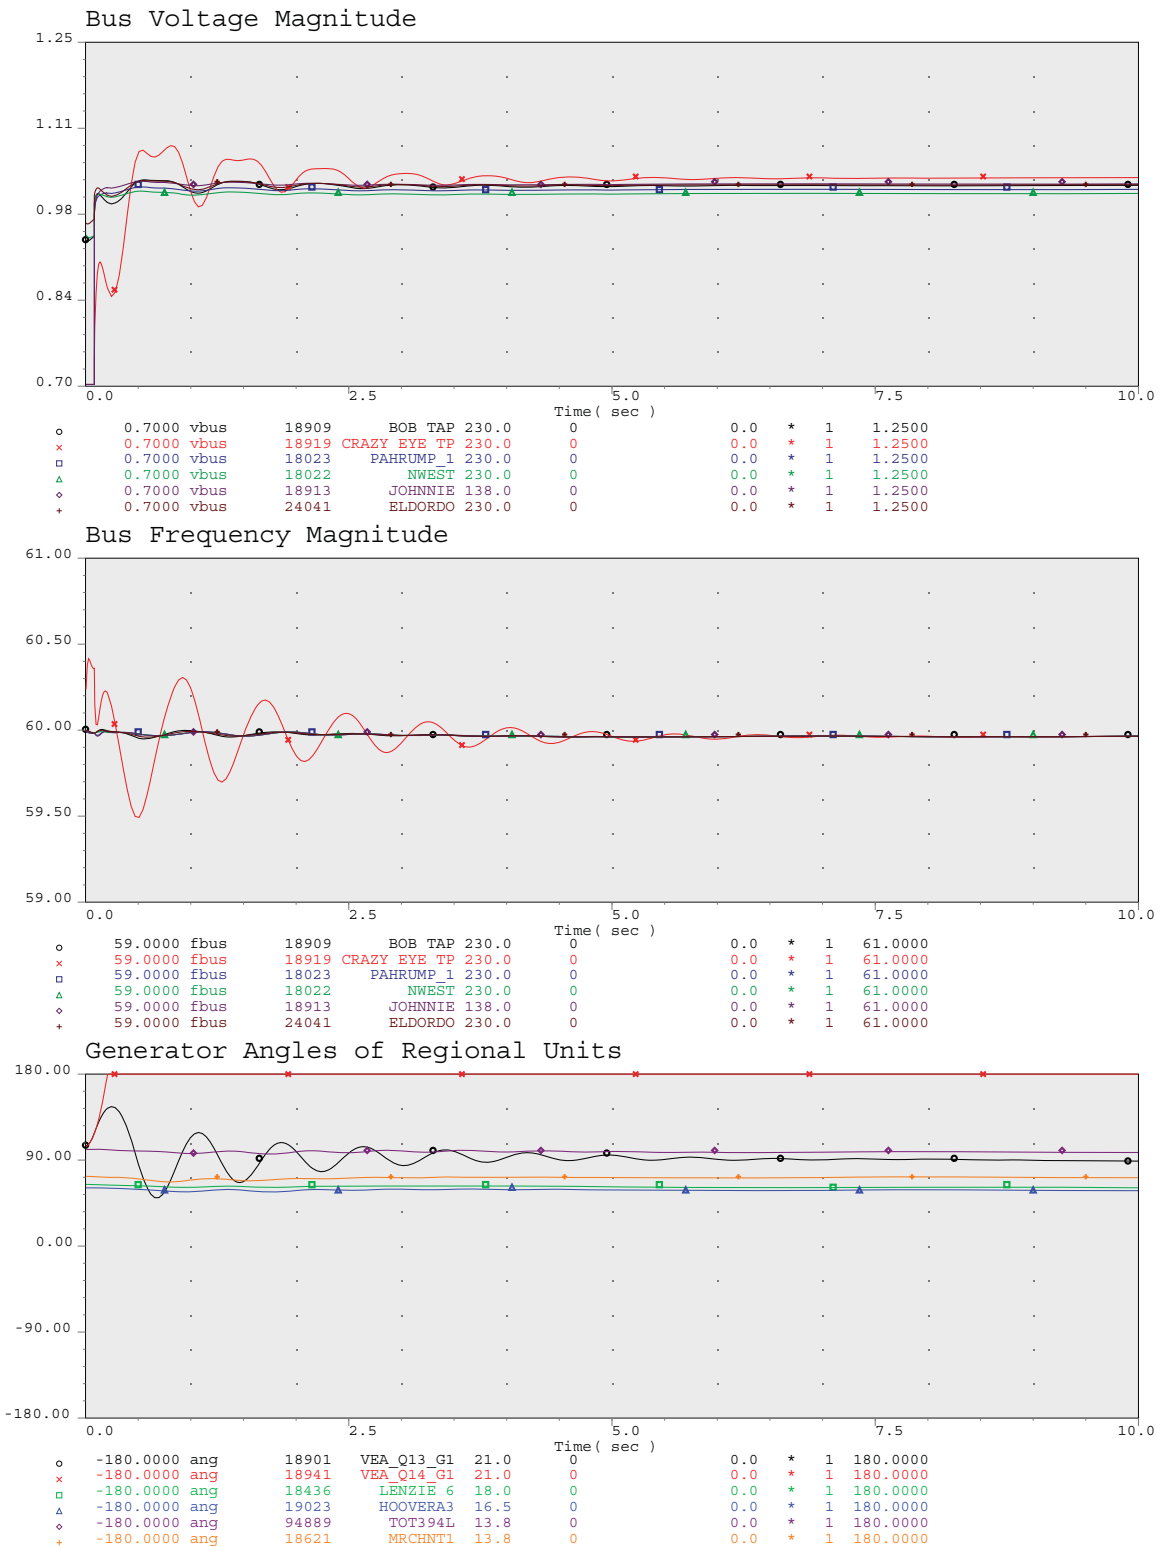 Bus Voltage Magnitude
1.25
1.11
0.98
0.84
0.70
0.0 2.5 5.0 7.5 10.0
Time( sec )
0.7000 vbus 18909 BOB TAP 230.0 0 0.0 * 1 1.2500
0.7000 vbus 18919 CRAZY EYE TP 230.0 0 0.0 * 1 1.2500
0.7000 vbus 18023 PAHRUMP_1 230.0 0 0.0 * 1 1.2500
0.7000 vbus 18022 NWEST 230.0 0 0.0 * 1 1.2500
0.7000 vbus 18913 JOHNNIE 138.0 0 0.0 * 1 1.2500
0.7000 vbus 24041 ELDORDO 230.0 0 0.0 * 1 1.2500
Bus Frequency Magnitude
61.00
60.50
60.00
59.50
59.00
0.0 2.5 5.0 7.5 10.0
Time( sec )
59.0000 fbus 18909 BOB TAP 230.0 0 0.0 * 1 61.0000
59.0000 fbus 18919 CRAZY EYE TP 230.0 0 0.0 * 1 61.0000
59.0000 fbus 18023 PAHRUMP_1 230.0 0 0.0 * 1 61.0000
59.0000 fbus 18022 NWEST 230.0 0 0.0 * 1 61.0000
59.0000 fbus 18913 JOHNNIE 138.0 0 0.0 * 1 61.0000
59.0000 fbus 24041 ELDORDO 230.0 0 0.0 * 1 61.0000
Generator Angles of Regional Units
180.00
90.00
0.00
-90.00
-180.00
0.0 2.5 5.0 7.5 10.0
Time( sec )
-180.0000 ang 18901 VEA_Q13_G1 21.0 0 0.0 * 1 180.0000
-180.0000 ang 18941 VEA_Q14_G1 21.0 0 0.0 * 1 180.0000
-180.0000 ang 18436 LENZIE 6 18.0 0 0.0 * 1 180.0000
-180.0000 ang 19023 HOOVERA3 16.5 0 0.0 * 1 180.0000
-180.0000 ang 94889 TOT394L 13.8 0 0.0 * 1 180.0000
-180.0000 ang 18621 MRCHNT1 13.8 0 0.0 * 1 180.0000